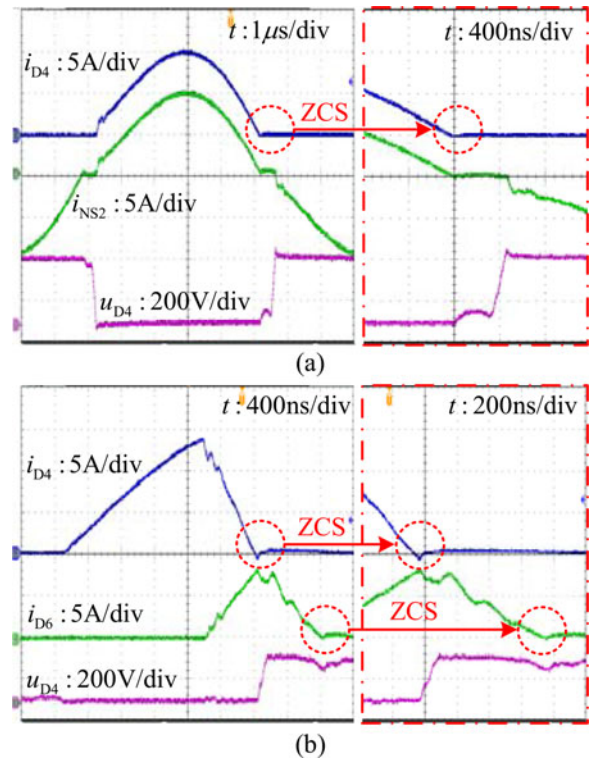 t : 1μs/div
t : 400ns/div
iD4 : 5A/div
ZCS
iNS2 : 5A/div
uD4 : 200V/div
(a)
t : 400ns/div
t : 200ns/div
iD4 : 5A/div
ZCS
iD6 : 5A/div
ZCS
uD4 : 200V/div
(b)